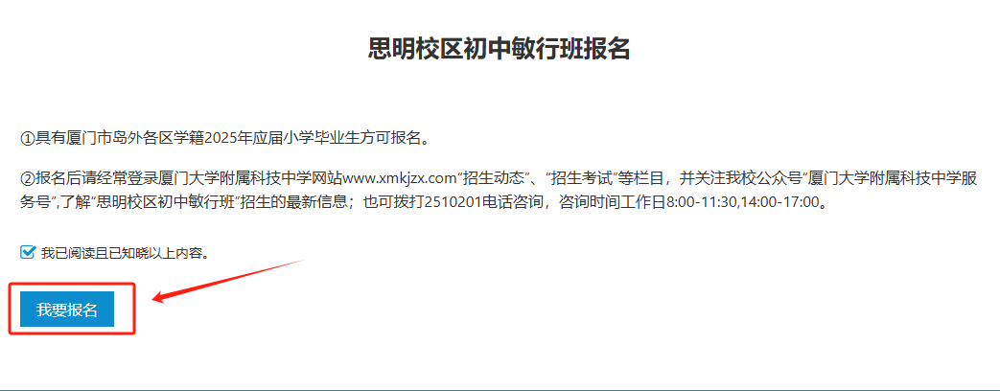 思明校区初中敏行班报名
①具有厦门市岛外各区学籍2025年应届小学毕业生方可报名。
②报名后请经常登录厦门大学附属科技中学网站www.xmkjzx.com“招生动态”、“招生考试”等栏目，并关注我校公众号“厦门大学附属科技中学服
务号”,了解“思明校区初中敏行班”招生的最新信息；也可拨打2510201电话咨询，咨询时间工作日8:00-11:30,14:00-17:00。
我已阅读且已知晓以上内容。
我要报名